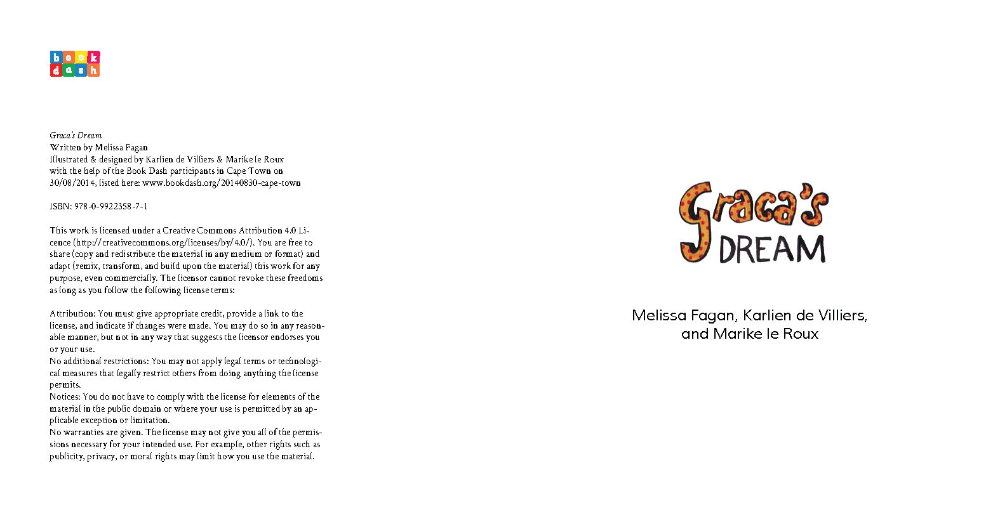 book
dash
Graca's Dream
Written by Melissa Fagan
Illustrated & designed by Karlien de Villiers & Marike le Roux
with the help of the Book Dash participants in Cape Town on
30/08/2014, listed here: www.bookdash.org/20140830-cape-town
ISBN: 978-0-9922358-7-1
This work is licensed under a Creative Commons Attribution 4.0 Li-
cence (http://creativecommons.org/licenses/by/4.0/). You are free to
share (copy and redistribute the material in any medium or format) and
adapt (remix, transform, and build upon the material) this work for any
purpose, even commercially. The licensor cannot revoke these freedoms
as long as you follow the following license terms:
Attribution: You must give appropriate credit, provide a link to the
license, and indicate if changes were made. You may do so in any reason-
able manner, but not in any way that suggests the licensor endorses you
or your use.
No additional restrictions: You may not apply legal terms or technologi-
cal measures that legally restrict others from doing anything the license
permits.
Notices: You do not have to comply with the license for elements of the
material in the public domain or where your use is permitted by an ap-
plicable exception or limitation.
No warranties are given. The license may not give you all of the permis-
sions necessary for your intended use. For example, other rights such as
publicity, privacy, or moral rights may limit how you use the material.
Graca's
DREAM
Melissa Fagan, Karlien de Villiers,
and Marike le Roux